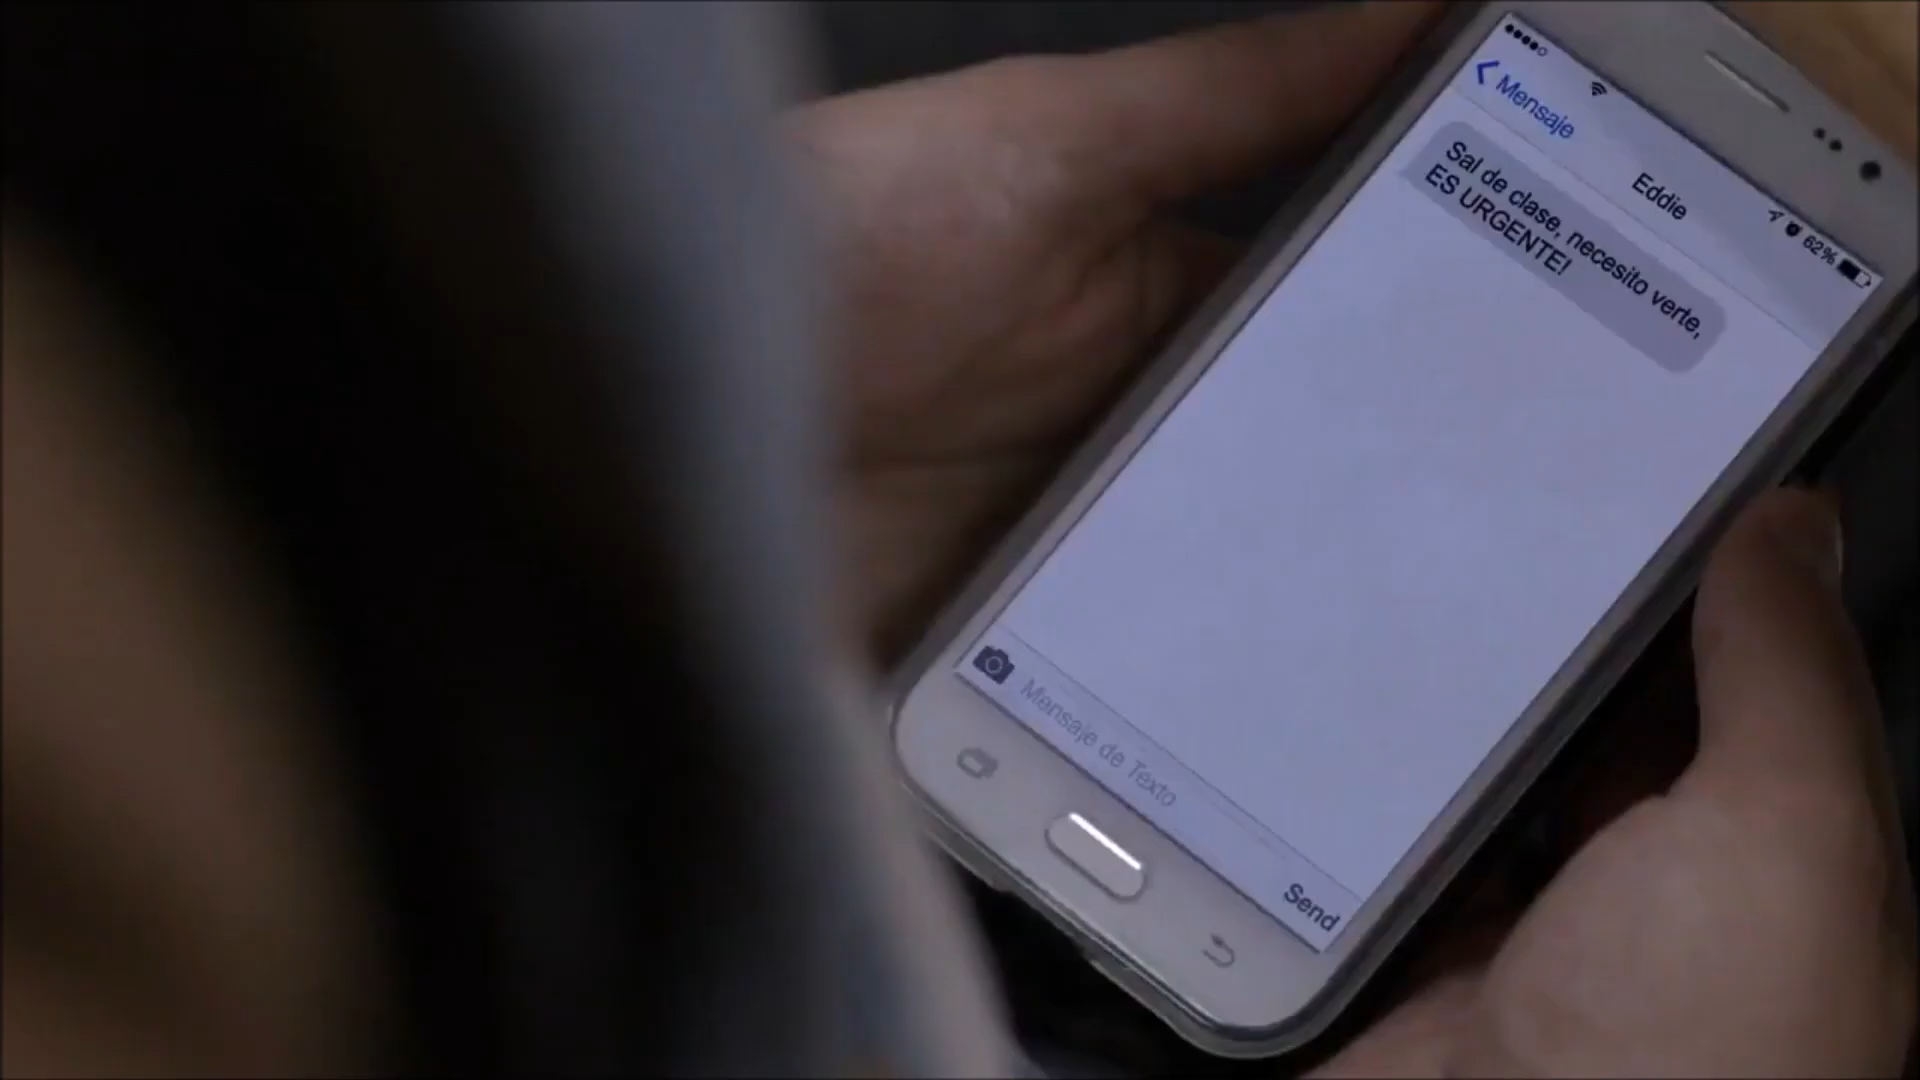 Mensaje
Eddie
62%
Sal de clase, necesito verte,
ES URGENTE!
Mensaje de Texto
Send